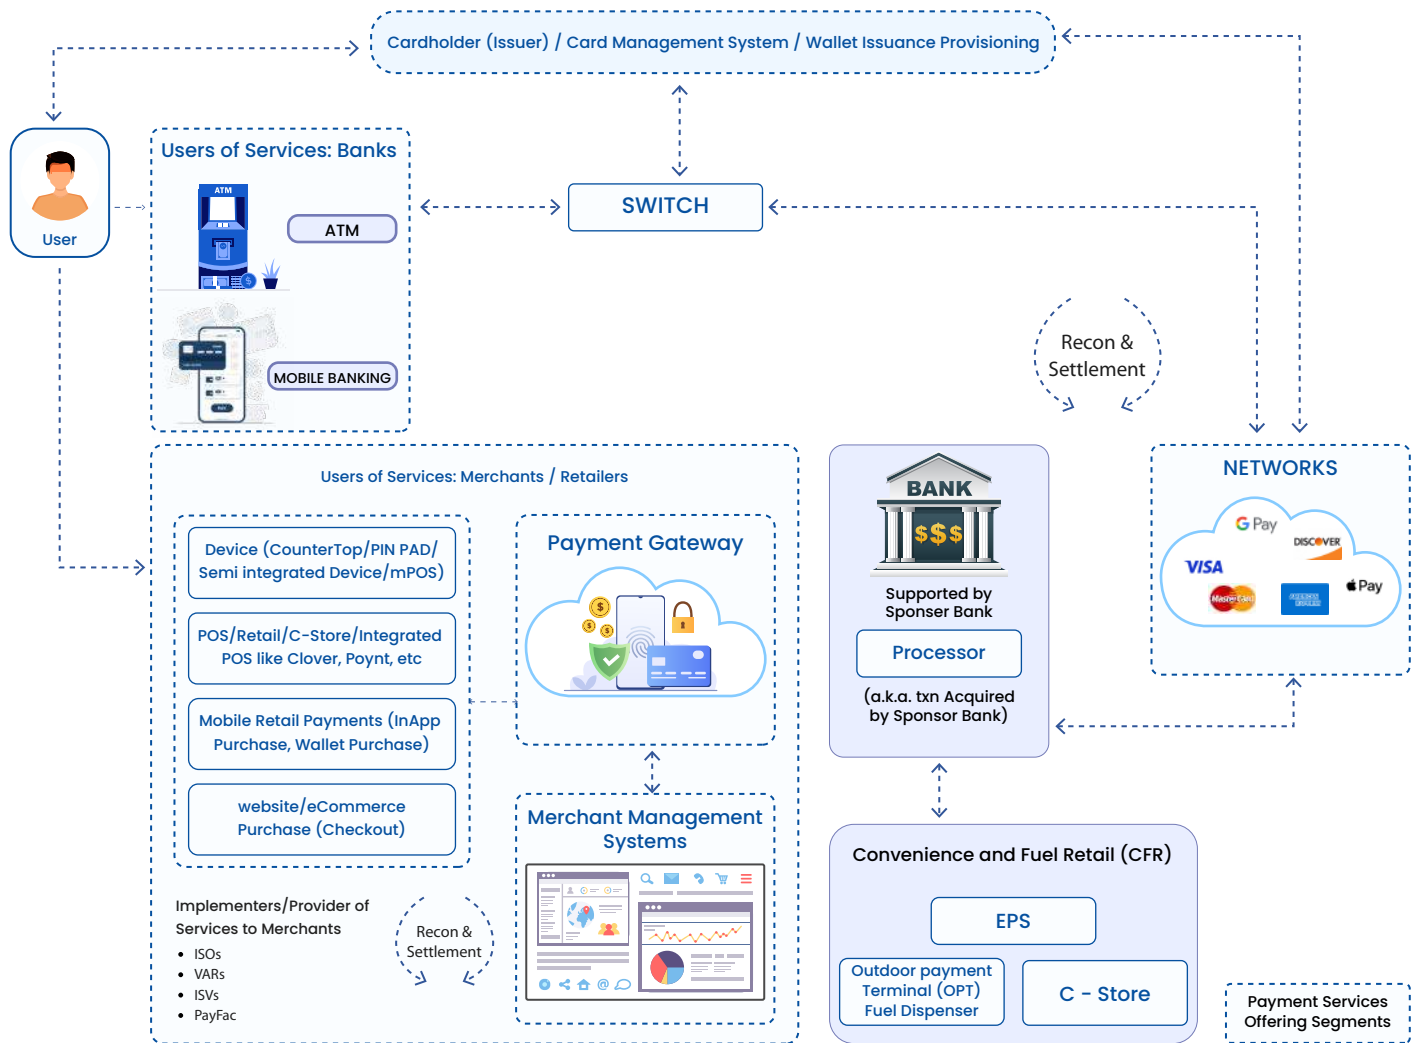 Cardholder (Issuer) / Card Management System / Wallet Issuance Provisioning
User
Users of Services: Banks
ATM
ATM
MOBILE BANKING
SWITCH
Recon &
Settlement
Users of Services: Merchants / Retailers
Device (CounterTop/PIN PAD/
Semi integrated Device/mPOS)
POS/Retail/C-Store/Integrated
POS like Clover, Poynt, etc
Mobile Retail Payments (InApp
Purchase, Wallet Purchase)
website/eCommerce
Purchase (Checkout)
Implementers/Provider of
Services to Merchants
• ISOs
• VARs
• ISVs
• PayFac
Recon &
Settlement
Payment Gateway
Merchant Management
Systems
BANK
$$$
Supported by
Sponser Bank
Processor
(a.k.a. txn Acquired
by Sponsor Bank)
Convenience and Fuel Retail (CFR)
EPS
Outdoor payment
Terminal (OPT)
Fuel Dispenser
C - Store
NETWORKS
G Pay
DISCOVER
VISA
MasterCard
AMERICAN
EXPRESS
Pay
Payment Services
Offering Segments